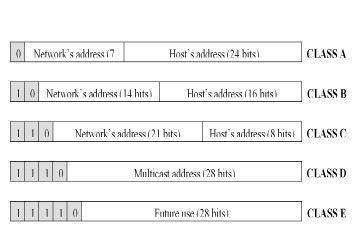 0 Network's address (7 Host's address (24 bits) CLASS A
1 0 Network's address (14 bits) Host's address (16 bits) CLASS B
1 1 0 Network's address (21 bits) Host's address (8 bits) CLASS C
1 1 1 0 Multicast address (28 bits) CLASS D
1 1 1 1 0 Future use (28 bits) CLASS E